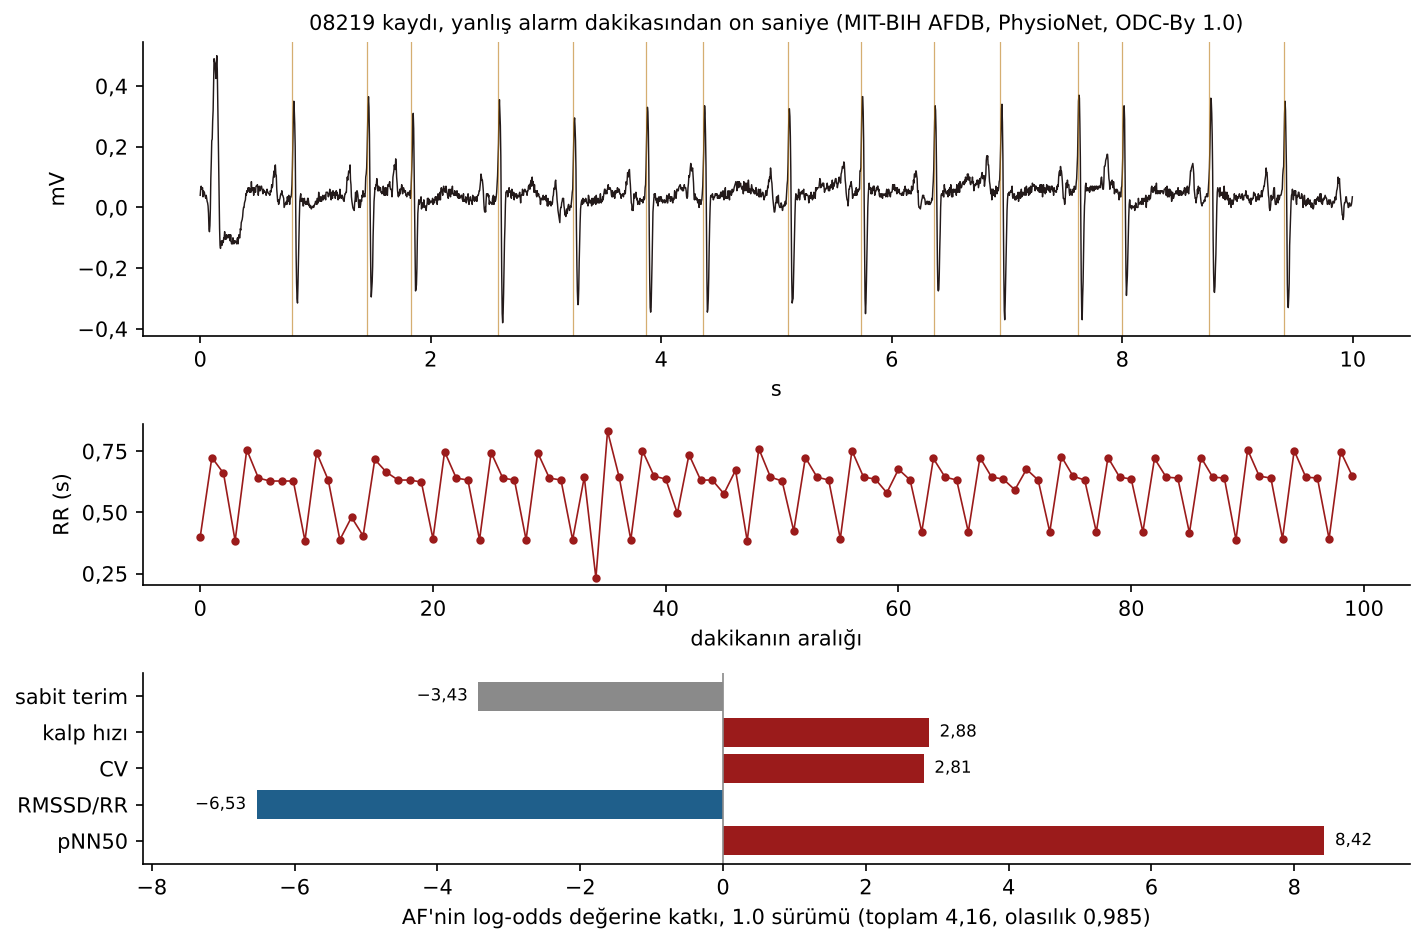 08219 kaydı, yanlış alarm dakikasından on saniye (MIT-BIH AFDB, PhysioNet, ODC-By 1.0)
mV
0,4
0,2
0,0
−0,2
−0,4
0 2 4 6 8 10
s
RR (s)
0,75
0,50
0,25
0 20 40 60 80 100
dakikanın aralığı
sabit terim −3,43
kalp hızı 2,88
CV 2,81
RMSSD/RR −6,53
pNN50 8,42
−8 −6 −4 −2 0 2 4 6 8
AF'nin log-odds değerine katkı, 1.0 sürümü (toplam 4,16, olasılık 0,985)